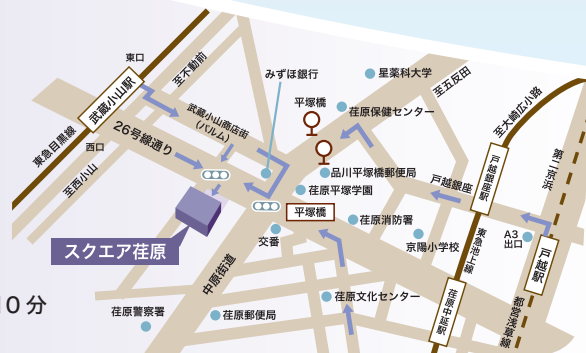 東口
至不動前
武蔵小山駅
東急目黒線
西口
至西小山
26号線通り
武蔵小山商店街
(パルム)
みずほ銀行
平塚橋
星薬科大学
荏原保健センター
至五反田
至大崎広小路
品川平塚橋郵便局
荏原平塚学園
平塚橋
戸越銀座
戸越銀座駅
第二京浜
荏原消防署
京陽小学校
東急池上線
A3
出口
戸越駅
スクエア荏原
交番
中原街道
荏原文化センター
荏原中延駅
都営浅草線
10分
荏原警察署
荏原郵便局